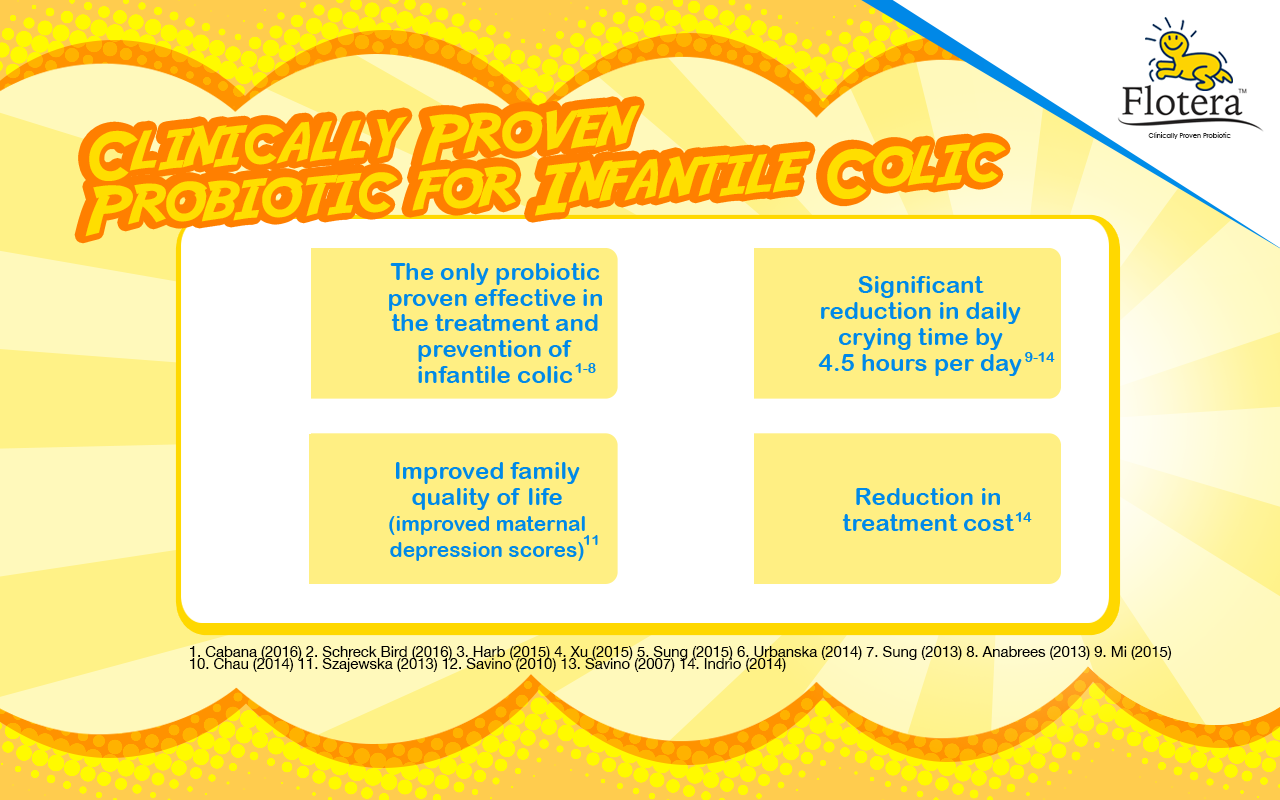 Flotera™
Clinically Proven Probiotic
Clinically Proven
Probiotic for Infantile Colic
The only probiotic
proven effective in
the treatment and
prevention of
infantile colic 1-8
Significant
reduction in daily
crying time by
4.5 hours per day 9-14
Improved family
quality of life
(improved maternal
depression scores) 11
Reduction in
treatment cost 14
1. Cabana (2016) 2. Schreck Bird (2016) 3. Harb (2015) 4. Xu (2015) 5. Sung (2015) 6. Urbanska (2014) 7. Sung (2013) 8. Anabrees (2013) 9. Mi (2015)
10. Chau (2014) 11. Szajewska (2013) 12. Savino (2010) 13. Savino (2007) 14. Indrio (2014)